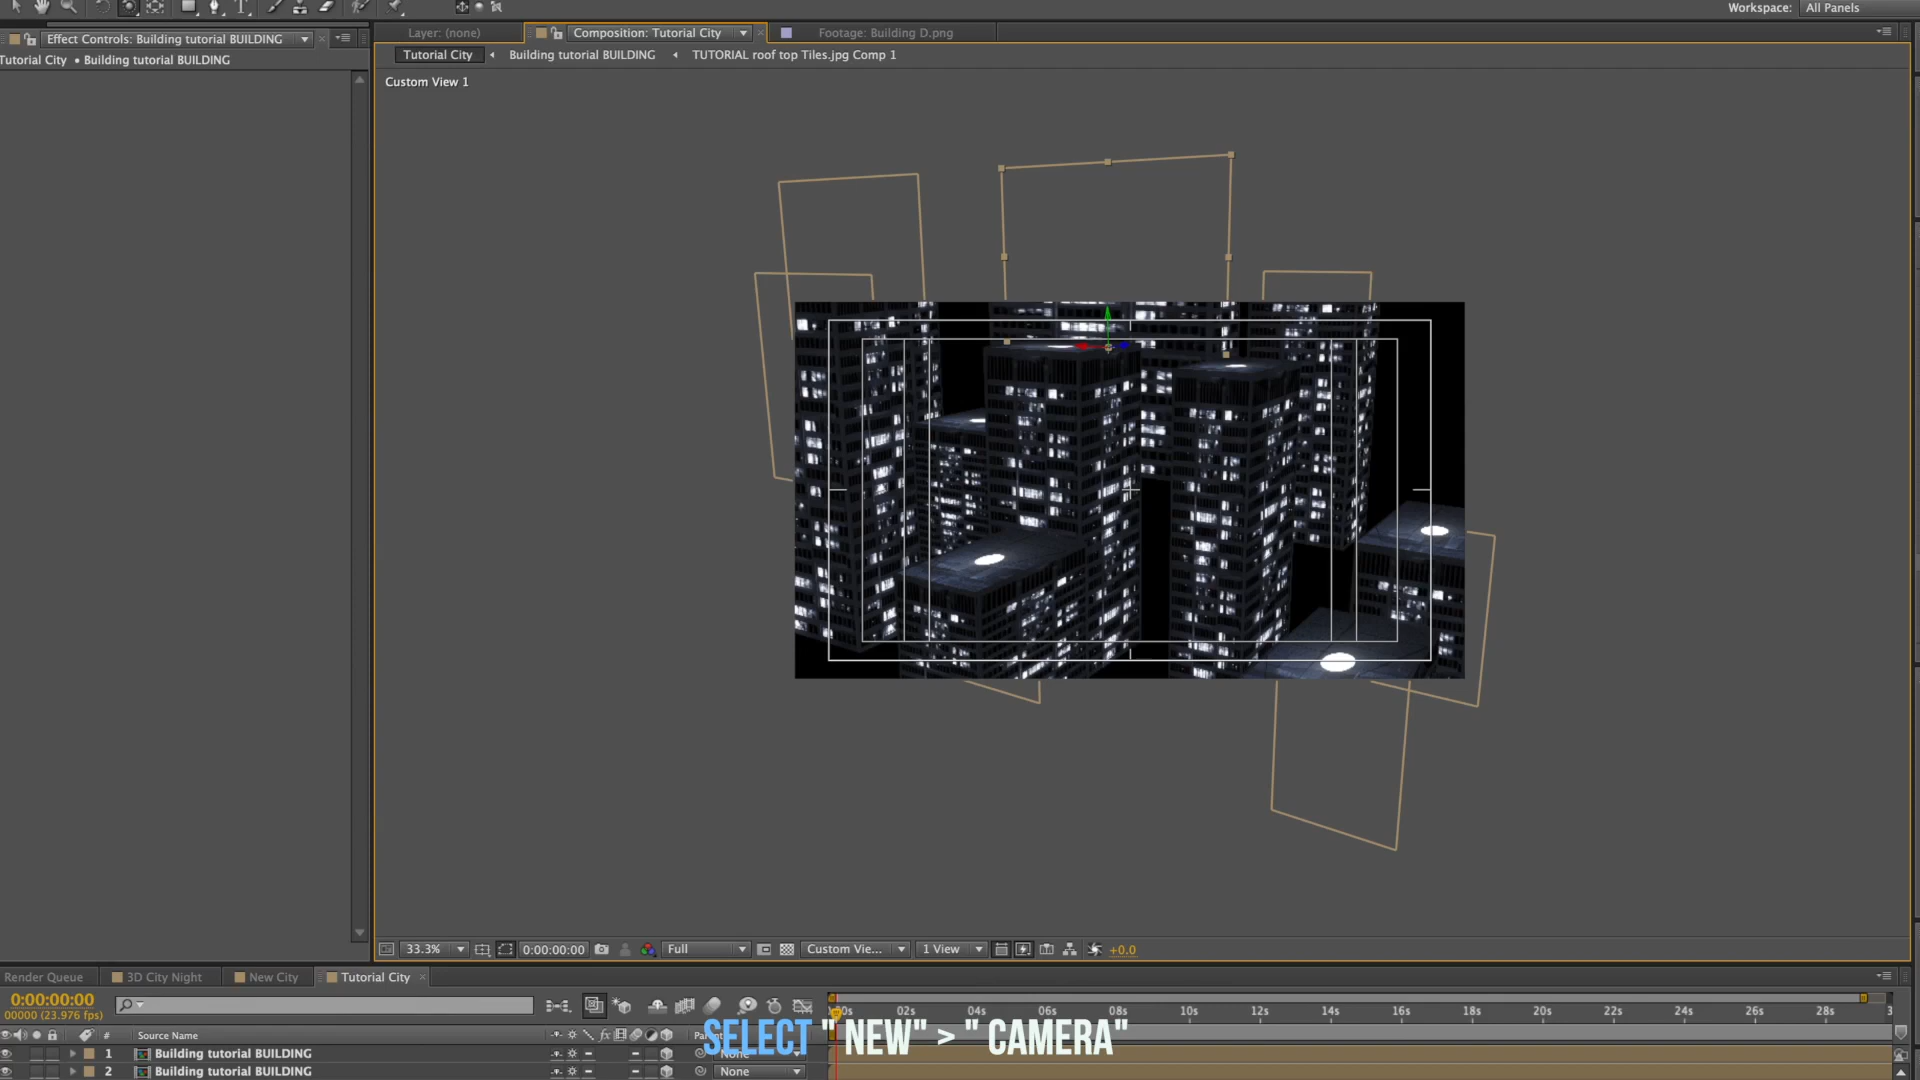 Workspace: All Panels
Effect Controls: Building tutorial BUILDING
Layer: (none)
Composition: Tutorial City
Footage: Building D.png
Tutorial City • Building tutorial BUILDING
Tutorial City
Building tutorial BUILDING
TUTORIAL roof top Tiles.jpg Comp 1
Custom View 1
33.3%
0:00:00:00
Full
Custom Vie...
1 View
+0.0
Render Queue
3D City Night
New City
Tutorial City
0:00:00:00
00000 (23.976 fps)
02s 04s 06s 08s 10s 12s 14s 16s 18s 20s 22s 24s 26s 28s
# Source Name
SELECT " NEW" > " CAMERA"
1 Building tutorial BUILDING None
2 Building tutorial BUILDING None